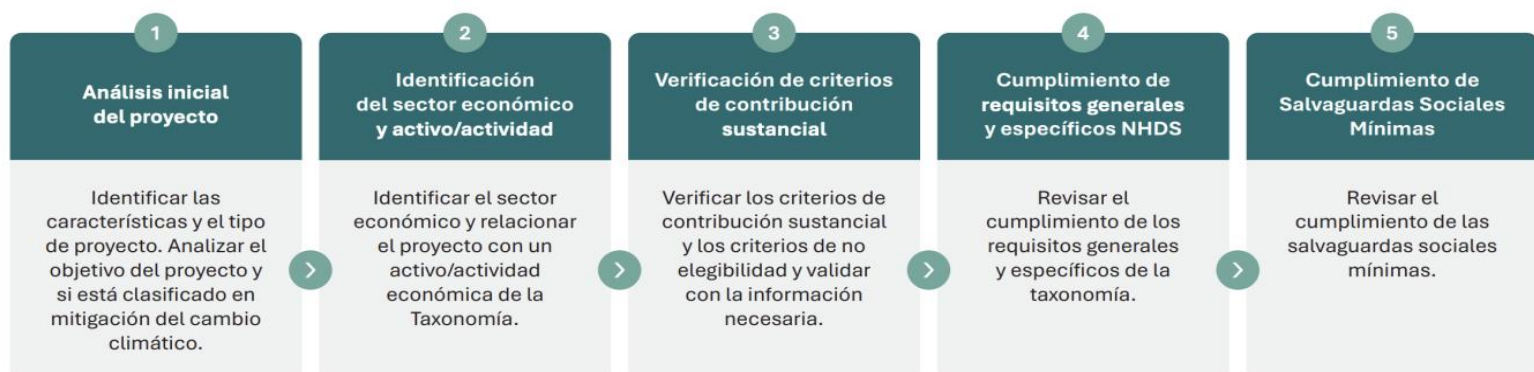 1
Análisis inicial
del proyecto
Identificar las
características y el tipo
de proyecto. Analizar el
objetivo del proyecto y
si está clasificado en
mitigación del cambio
climático.
2
Identificación
del sector económico
y activo/actividad
Identificar el sector
económico y relacionar
el proyecto con un
activo/actividad
económica de la
Taxonomía.
3
Verificación de criterios
de contribución
sustancial
Verificar los criterios de
contribución sustancial
y los criterios de no
elegibilidad y validar
con la información
necesaria.
4
Cumplimiento de
requisitos generales
y específicos NHDS
Revisar el
cumplimiento de los
requisitos generales
y específicos de la
taxonomía.
5
Cumplimiento de
Salvaguardas Sociales
Mínimas
Revisar el
cumplimiento de las
salvaguardas sociales
mínimas.